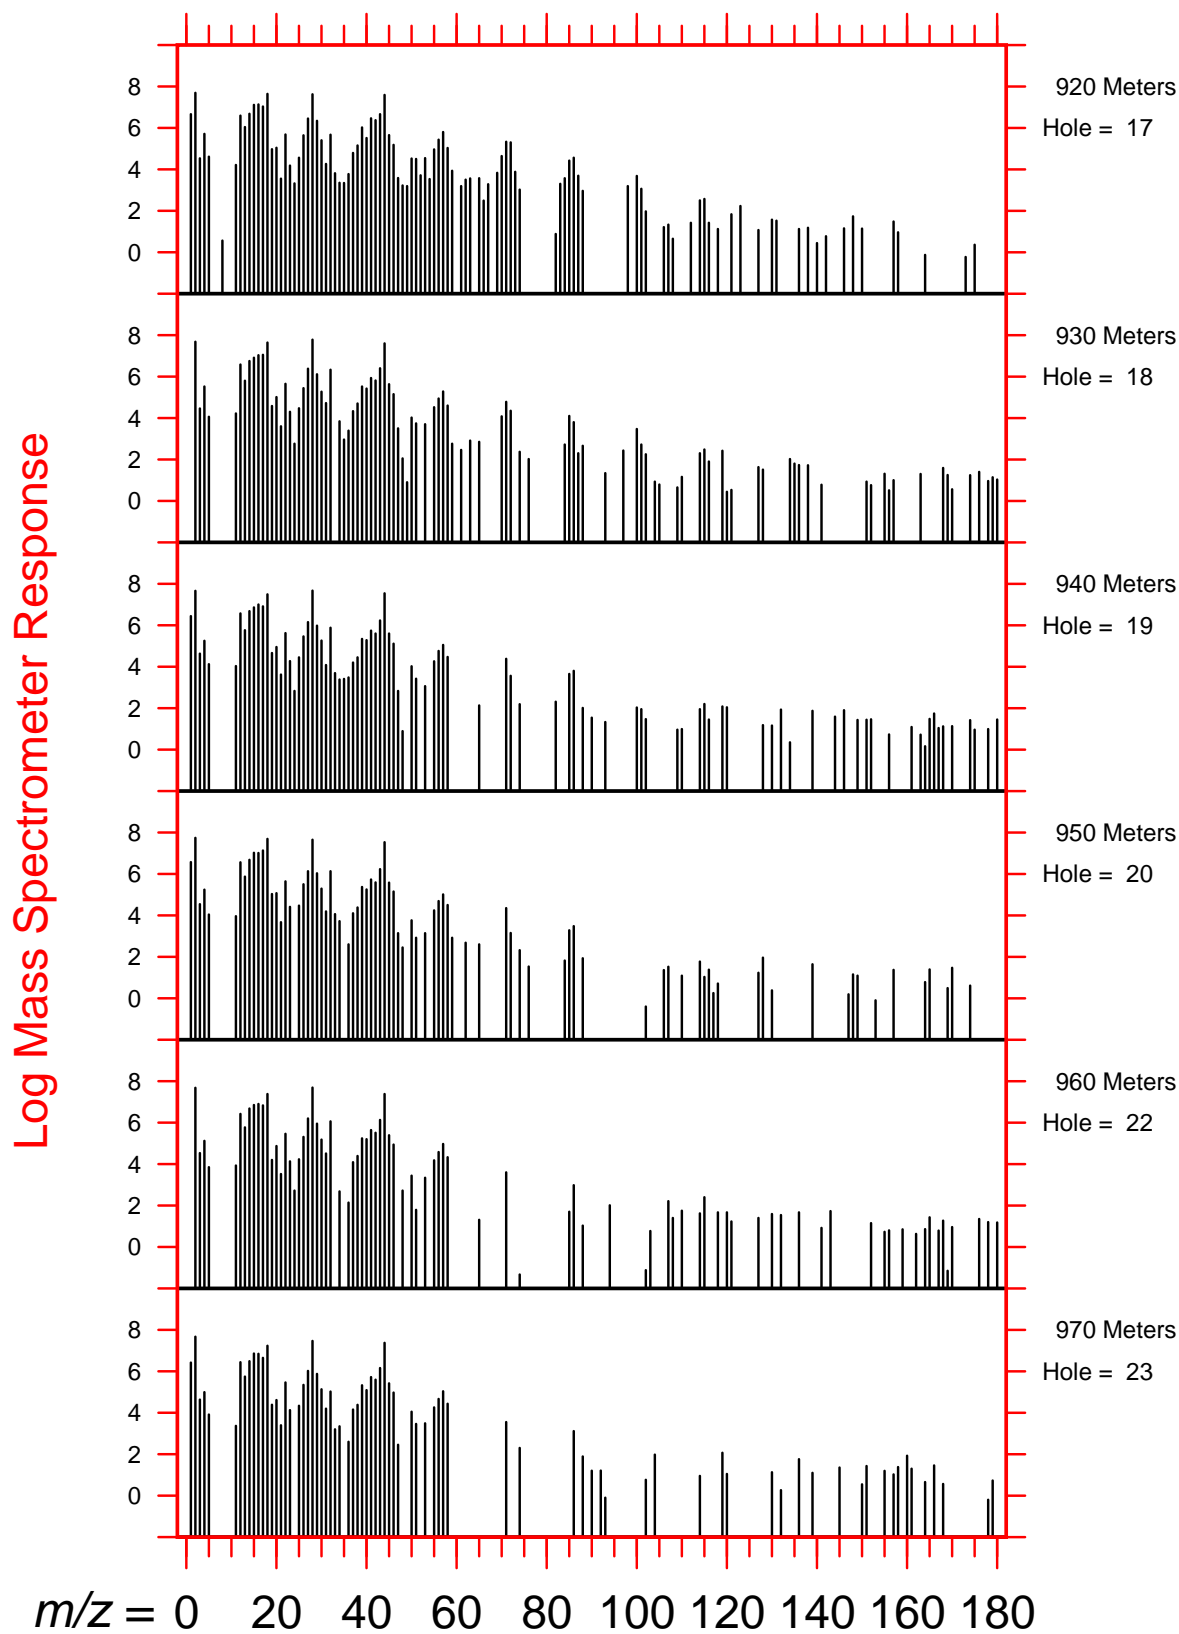 Log Mass Spectrometer Response
8
6
4
2
0
920 Meters
Hole = 17
8
6
4
2
0
930 Meters
Hole = 18
8
6
4
2
0
940 Meters
Hole = 19
8
6
4
2
0
950 Meters
Hole = 20
8
6
4
2
0
960 Meters
Hole = 22
8
6
4
2
0
970 Meters
Hole = 23
m/z = 0 20 40 60 80 100 120 140 160 180